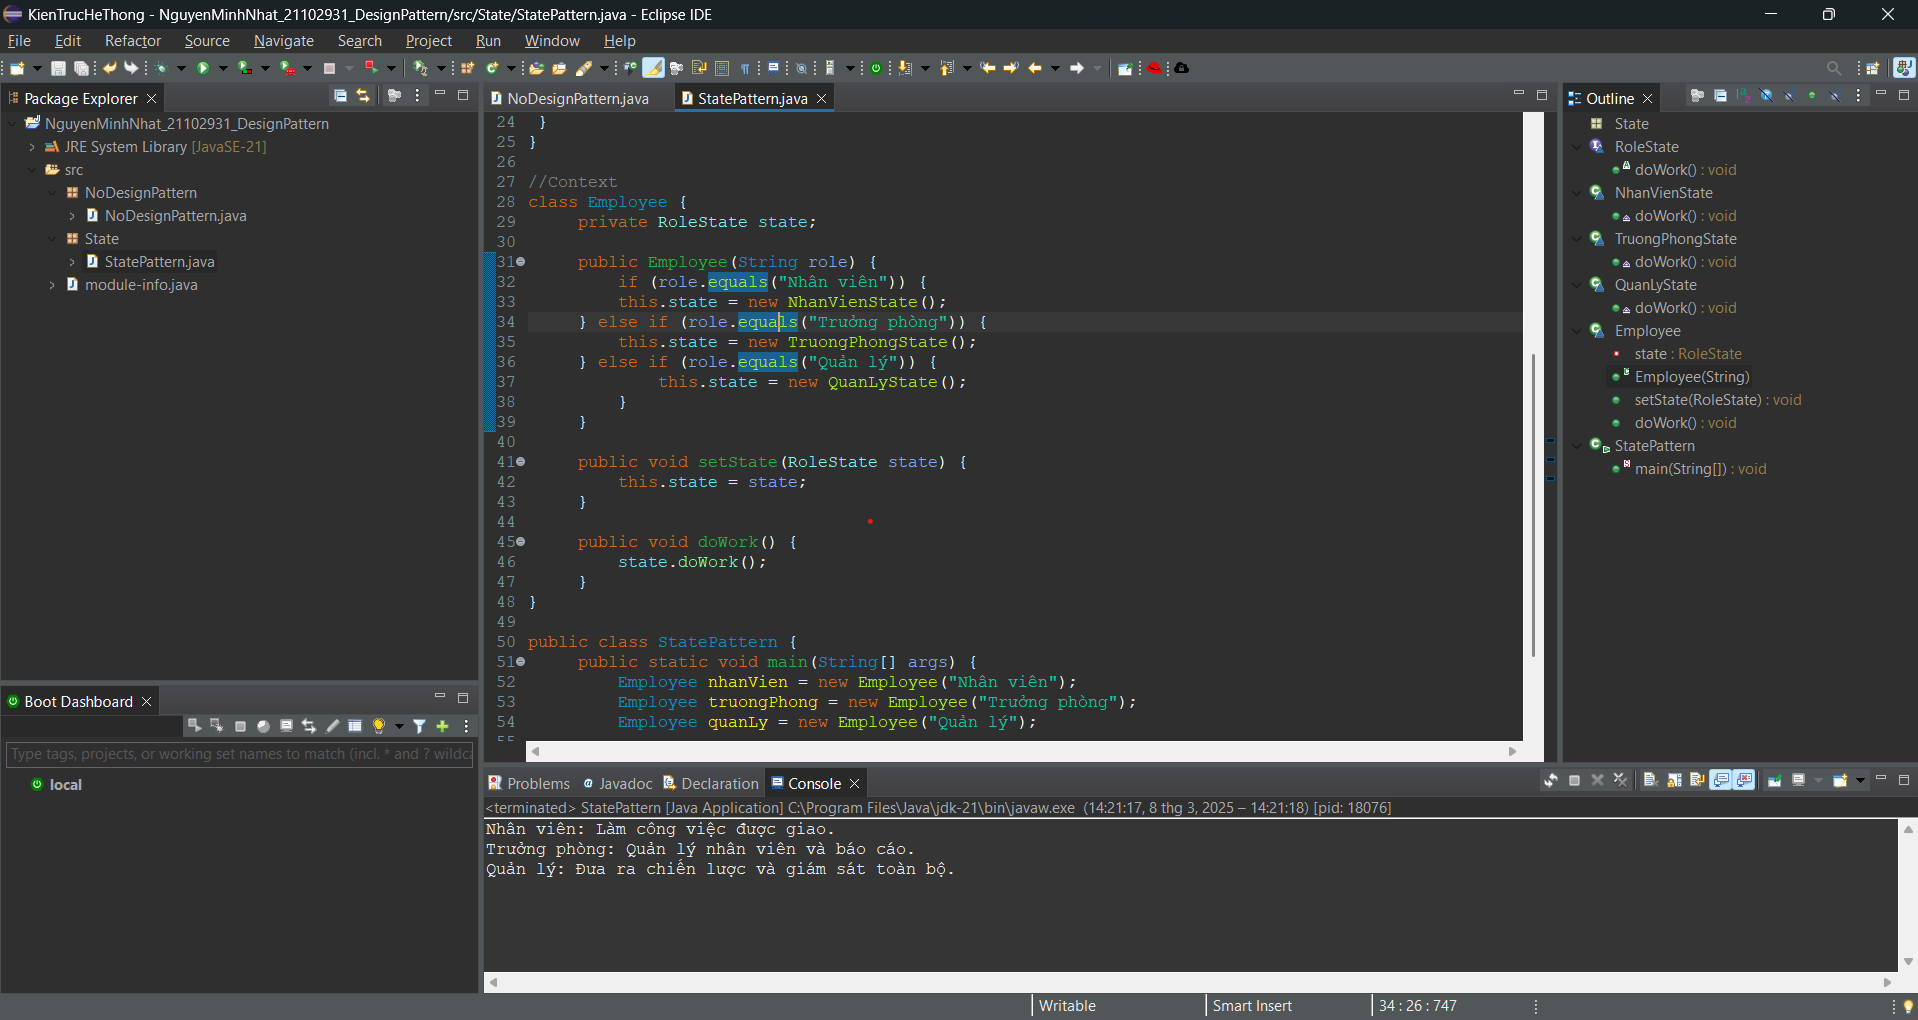 KienTrucHeThong - NguyenMinhNhat_21102931_DesignPattern/src/State/StatePattern.java - Eclipse IDE
File Edit Refactor Source Navigate Search Project Run Window Help
Package Explorer
NguyenMinhNhat_21102931_DesignPattern
JRE System Library [JavaSE-21]
src
NoDesignPattern
NoDesignPattern.java
State
StatePattern.java
module-info.java
Boot Dashboard
Type tags, projects, or working set names to match (incl. * and ? wildc
local
NoDesignPattern.java StatePattern.java
24 }
25 }
26
27 //Context
28 class Employee {
29 private RoleState state;
30
31 public Employee(String role) {
32 if (role.equals("Nhân viên")) {
33 this.state = new NhanVienState();
34 } else if (role.equals("Trưởng phòng")) {
35 this.state = new TruongPhongState();
36 } else if (role.equals("Quản lý")) {
37 this.state = new QuanLyState();
38 }
39 }
40
41 public void setState(RoleState state) {
42 this.state = state;
43 }
44
45 public void doWork() {
46 state.doWork();
47 }
48 }
49
50 public class StatePattern {
51 public static void main(String[] args) {
52 Employee nhanVien = new Employee("Nhân viên");
53 Employee truongPhong = new Employee("Trưởng phòng");
54 Employee quanLy = new Employee("Quản lý");
Outline
State
RoleState
doWork() : void
NhanVienState
doWork() : void
TruongPhongState
doWork() : void
QuanLyState
doWork() : void
Employee
state : RoleState
Employee(String)
setState(RoleState) : void
doWork() : void
StatePattern
main(String[]) : void
Problems Javadoc Declaration Console
<terminated> StatePattern [Java Application] C:\Program Files\Java\jdk-21\bin\javaw.exe (14:21:17, 8 thg 3, 2025 – 14:21:18) [pid: 18076]
Nhân viên: Làm công việc được giao.
Trưởng phòng: Quản lý nhân viên và báo cáo.
Quản lý: Đưa ra chiến lược và giám sát toàn bộ.
Writable Smart Insert 34 : 26 : 747